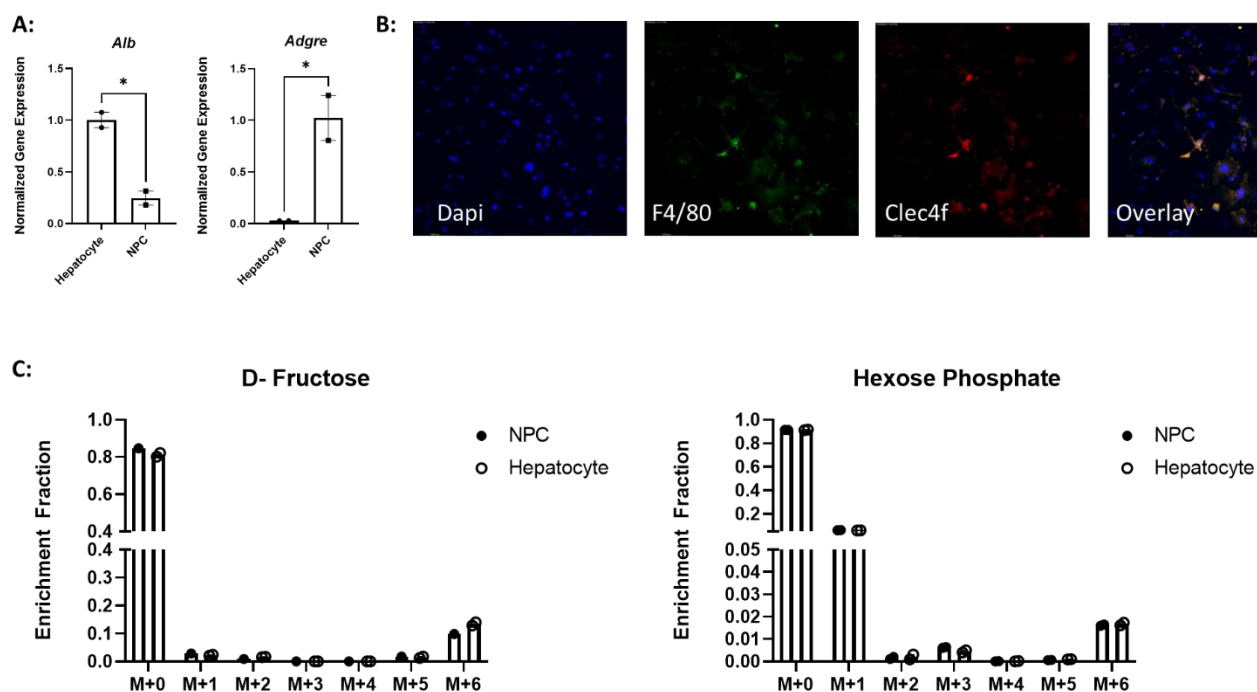 A:
Alb
Normalized Gene Expression
1.5
1.0
0.5
0.0
*
Hepatocyte
NPC
Adgre
Normalized Gene Expression
1.5
1.0
0.5
0.0
*
Hepatocyte
NPC
B:
Dapi
F4/80
Clec4f
Overlay
C:
D- Fructose
Enrichment Fraction
1.0
0.8
0.6
0.4
0.4
0.3
0.2
0.1
0.0
M+0 M+1 M+2 M+3 M+4 M+5 M+6
NPC
Hepatocyte
Hexose Phosphate
Enrichment Fraction
1.0
0.8
0.6
0.4
0.2
0.05
0.04
0.03
0.02
0.01
0.00
M+0 M+1 M+2 M+3 M+4 M+5 M+6
NPC
Hepatocyte